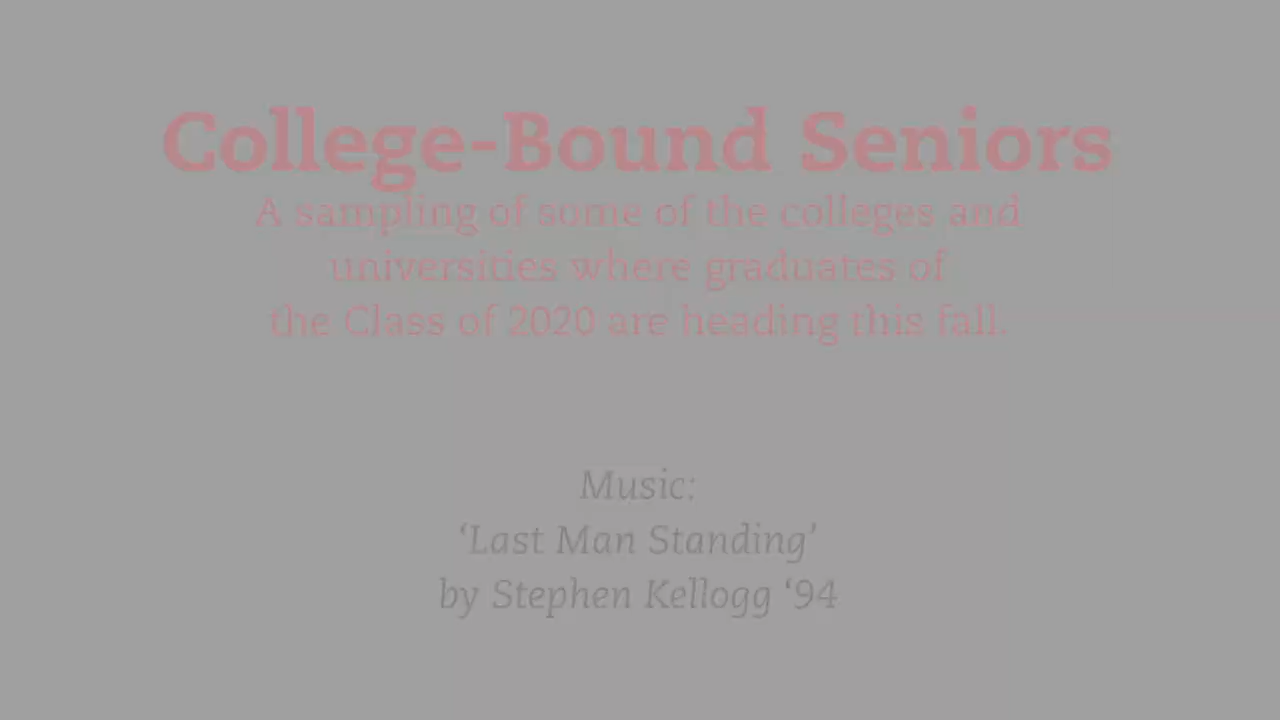 College-Bound Seniors
A sampling of some of the colleges and
universities where graduates of
the Class of 2020 are heading this fall.
Music:
‘Last Man Standing’
by Stephen Kellogg ‘94